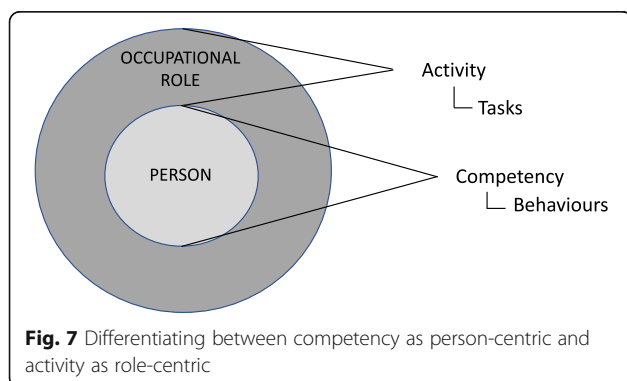 OCCUPATIONAL
ROLE
Activity
Tasks
PERSON
Competency
Behaviours
Fig. 7 Differentiating between competency as person-centric and
activity as role-centric